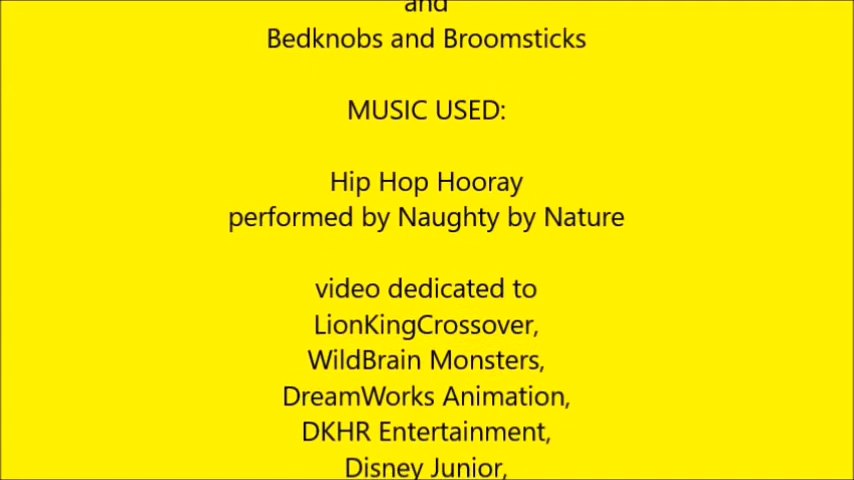 and
Bedknobs and Broomsticks
MUSIC USED:
Hip Hop Hooray
performed by Naughty by Nature
video dedicated to
LionKingCrossover,
WildBrain Monsters,
DreamWorks Animation,
DKHR Entertainment,
Disney Junior,